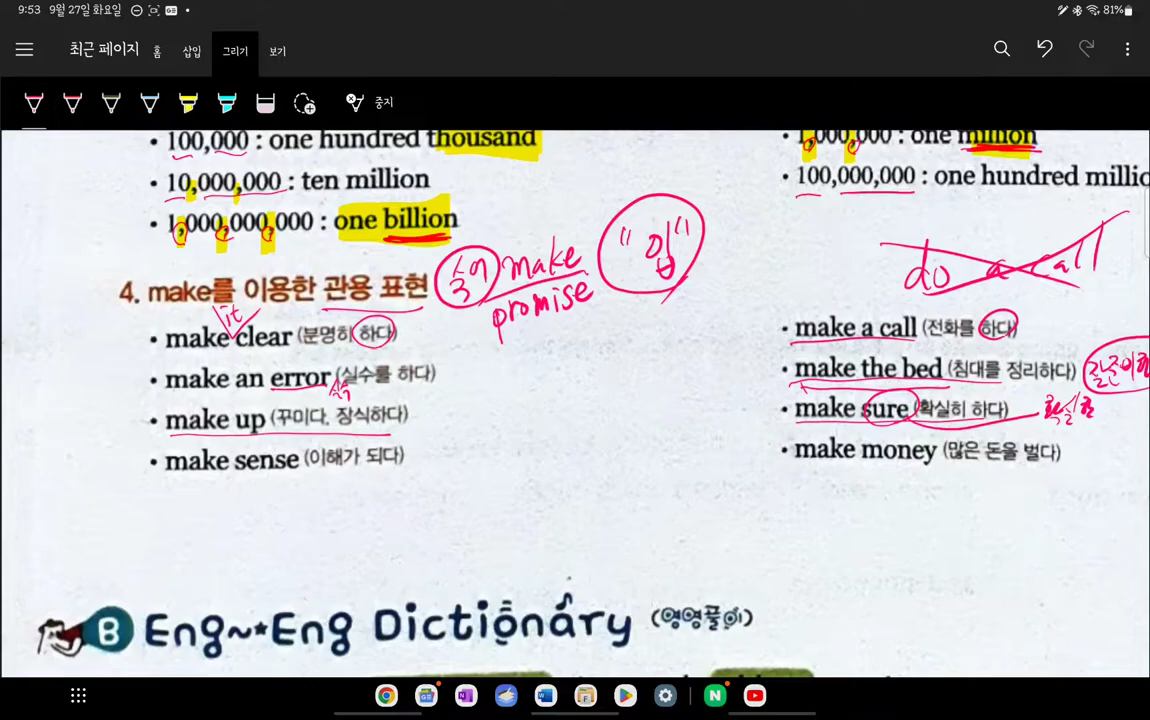 9:53 9월 27일 화요일
81%
최근 페이지 홈 삽입 그리기 보기
중지
• 100,000 : one hundred thousand
• 10,000,000 : ten million
• 1,000,000,000 : one billion
• 1,000,000 : one million
• 100,000,000 : one hundred millio
4. make를 이용한 관용 표현
숙어 make
promise
"입"
do a call
it
• make clear (분명히 하다)
• make an error (실수를 하다)
• make up (꾸미다, 장식하다)
• make sense (이해가 되다)
• make a call (전화를 하다)
• make the bed (침대를 정리하다)
• make sure (확실히 하다)
• make money (많은 돈을 벌다)
B Eng~*Eng Dictionary (영영풀이)